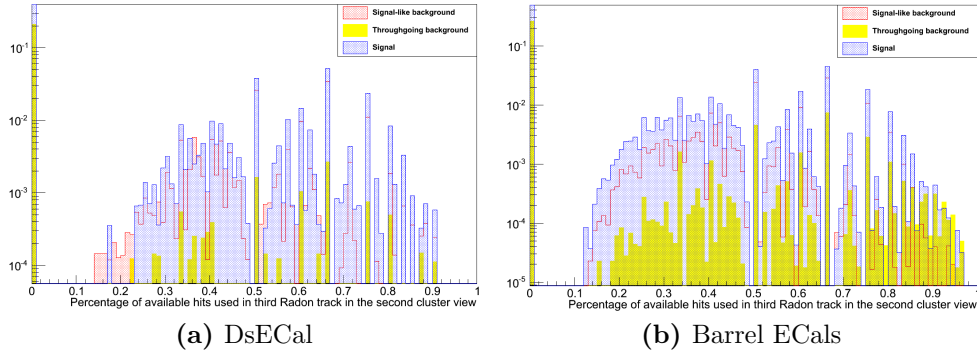 Signal-like background
Throughgoing background
Signal
10⁻¹
10⁻²
10⁻³
10⁻⁴
0 0.1 0.2 0.3 0.4 0.5 0.6 0.7 0.8 0.9 1
Percentage of available hits used in third Radon track in the second cluster view
(a) DsECal
Signal-like background
Throughgoing background
Signal
10⁻¹
10⁻²
10⁻³
10⁻⁴
10⁻⁵
0 0.1 0.2 0.3 0.4 0.5 0.6 0.7 0.8 0.9 1
Percentage of available hits used in third Radon track in the second cluster view
(b) Barrel ECals